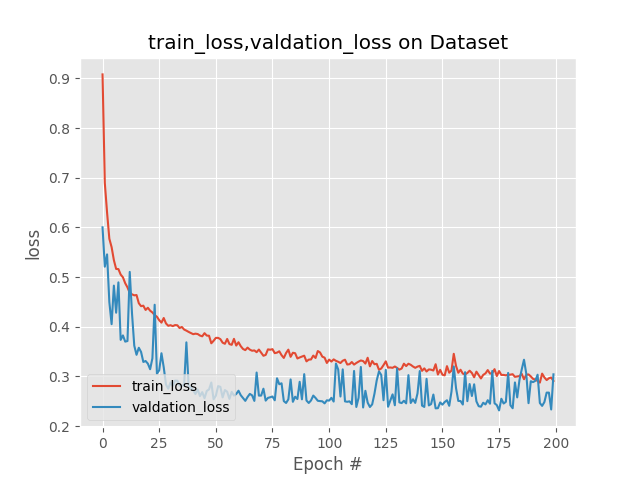 train_loss,valdation_loss on Dataset
loss
0.9
0.8
0.7
0.6
0.5
0.4
0.3
0.2
train_loss
valdation_loss
0 25 50 75 100 125 150 175 200
Epoch #